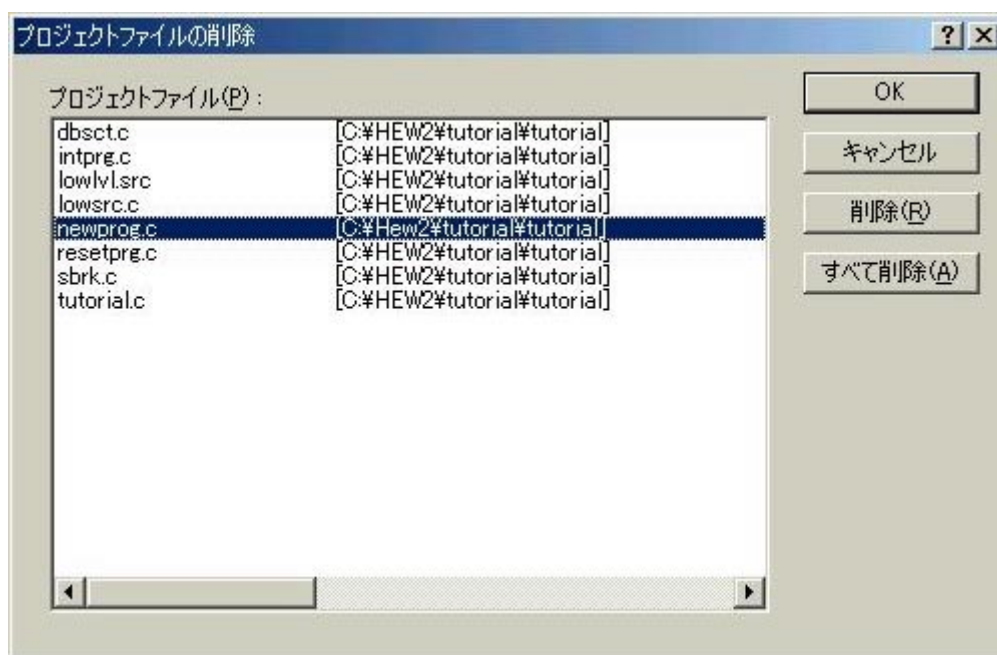 プロジェクトファイルの削除
プロジェクトファイル(P) :
dbsct.c [C:¥HEW2¥tutorial¥tutorial]
intprg.c [C:¥HEW2¥tutorial¥tutorial]
lowlvl.src [C:¥HEW2¥tutorial¥tutorial]
lowsrc.c [C:¥HEW2¥tutorial¥tutorial]
newprog.c [C:¥Hew2¥tutorial¥tutorial]
resetprg.c [C:¥HEW2¥tutorial¥tutorial]
sbrk.c [C:¥HEW2¥tutorial¥tutorial]
tutorial.c [C:¥HEW2¥tutorial¥tutorial]
OK
キャンセル
削除(R)
すべて削除(A)